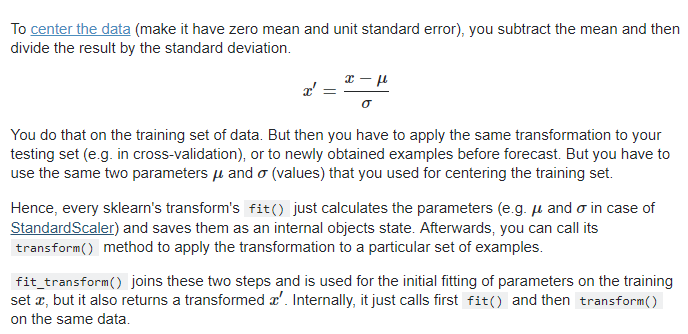 To center the data (make it have zero mean and unit standard error), you subtract the mean and then
divide the result by the standard deviation.
x′ = (x − μ) / σ
You do that on the training set of data. But then you have to apply the same transformation to your
testing set (e.g. in cross-validation), or to newly obtained examples before forecast. But you have to
use the same two parameters μ and σ (values) that you used for centering the training set.
Hence, every sklearn's transform's fit() just calculates the parameters (e.g. μ and σ in case of
StandardScaler) and saves them as an internal objects state. Afterwards, you can call its
transform() method to apply the transformation to a particular set of examples.
fit_transform() joins these two steps and is used for the initial fitting of parameters on the training
set x, but it also returns a transformed x′. Internally, it just calls first fit() and then transform()
on the same data.